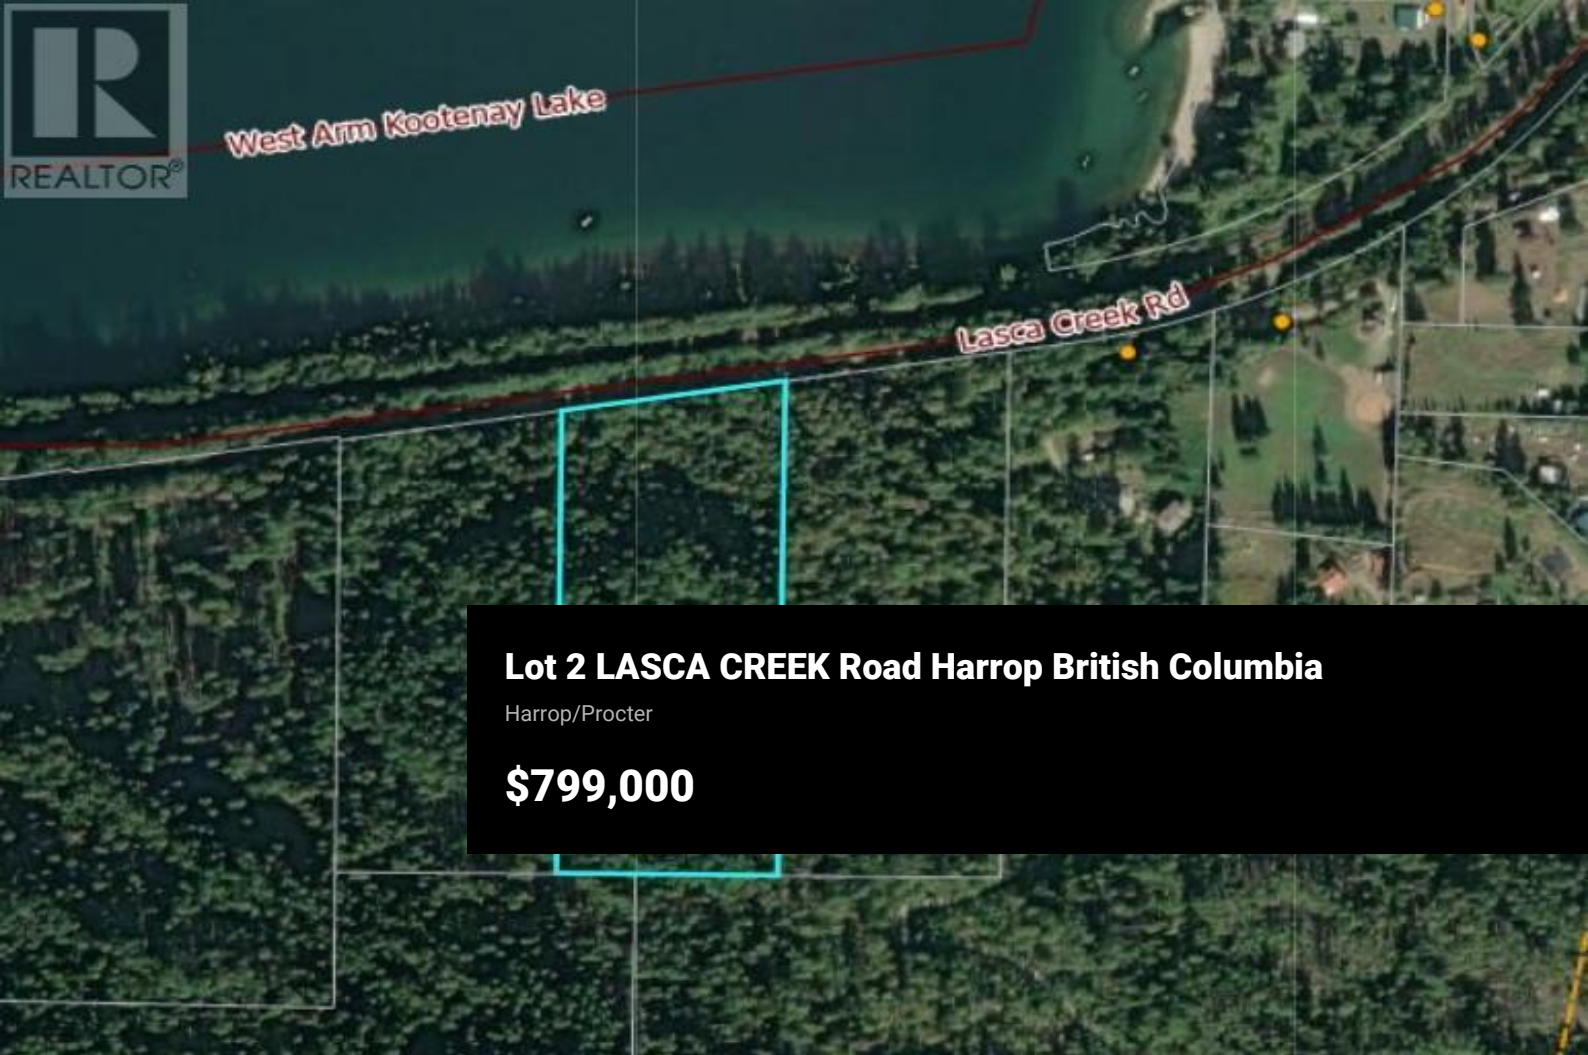 R
REALTOR®
West Arm Kootenay Lake
Lasca Creek Rd
Lot 2 LASCA CREEK Road Harrop British Columbia
Harrop/Procter
$799,000